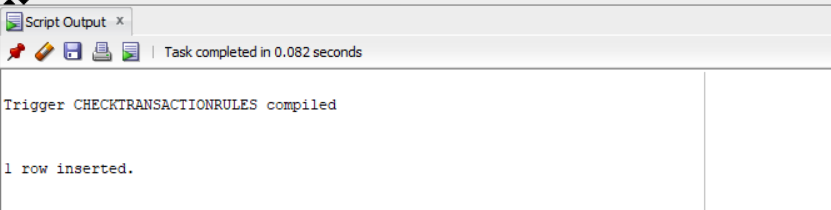 Script Output x
Task completed in 0.082 seconds
Trigger CHECKTRANSACTIONRULES compiled
1 row inserted.